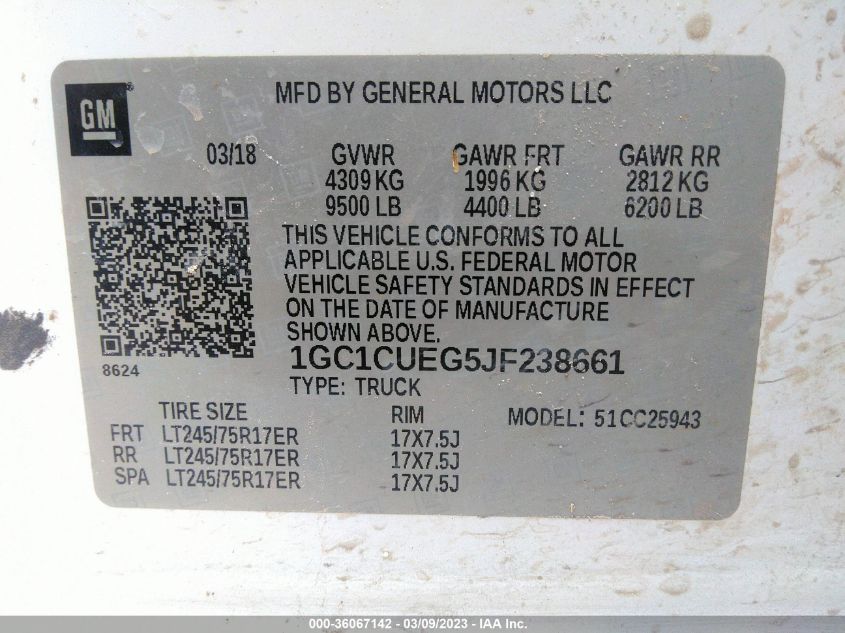 GM
MFD BY GENERAL MOTORS LLC
03/18 GVWR GAWR FRT GAWR RR
4309 KG 1996 KG 2812 KG
9500 LB 4400 LB 6200 LB
THIS VEHICLE CONFORMS TO ALL
APPLICABLE U.S. FEDERAL MOTOR
VEHICLE SAFETY STANDARDS IN EFFECT
ON THE DATE OF MANUFACTURE
SHOWN ABOVE.
8624
1GC1CUEG5JF238661
TYPE: TRUCK
TIRE SIZE RIM MODEL: 51CC25943
FRT LT245/75R17ER 17X7.5J
RR LT245/75R17ER 17X7.5J
SPA LT245/75R17ER 17X7.5J
000-36067142 - 03/09/2023 - IAA Inc.